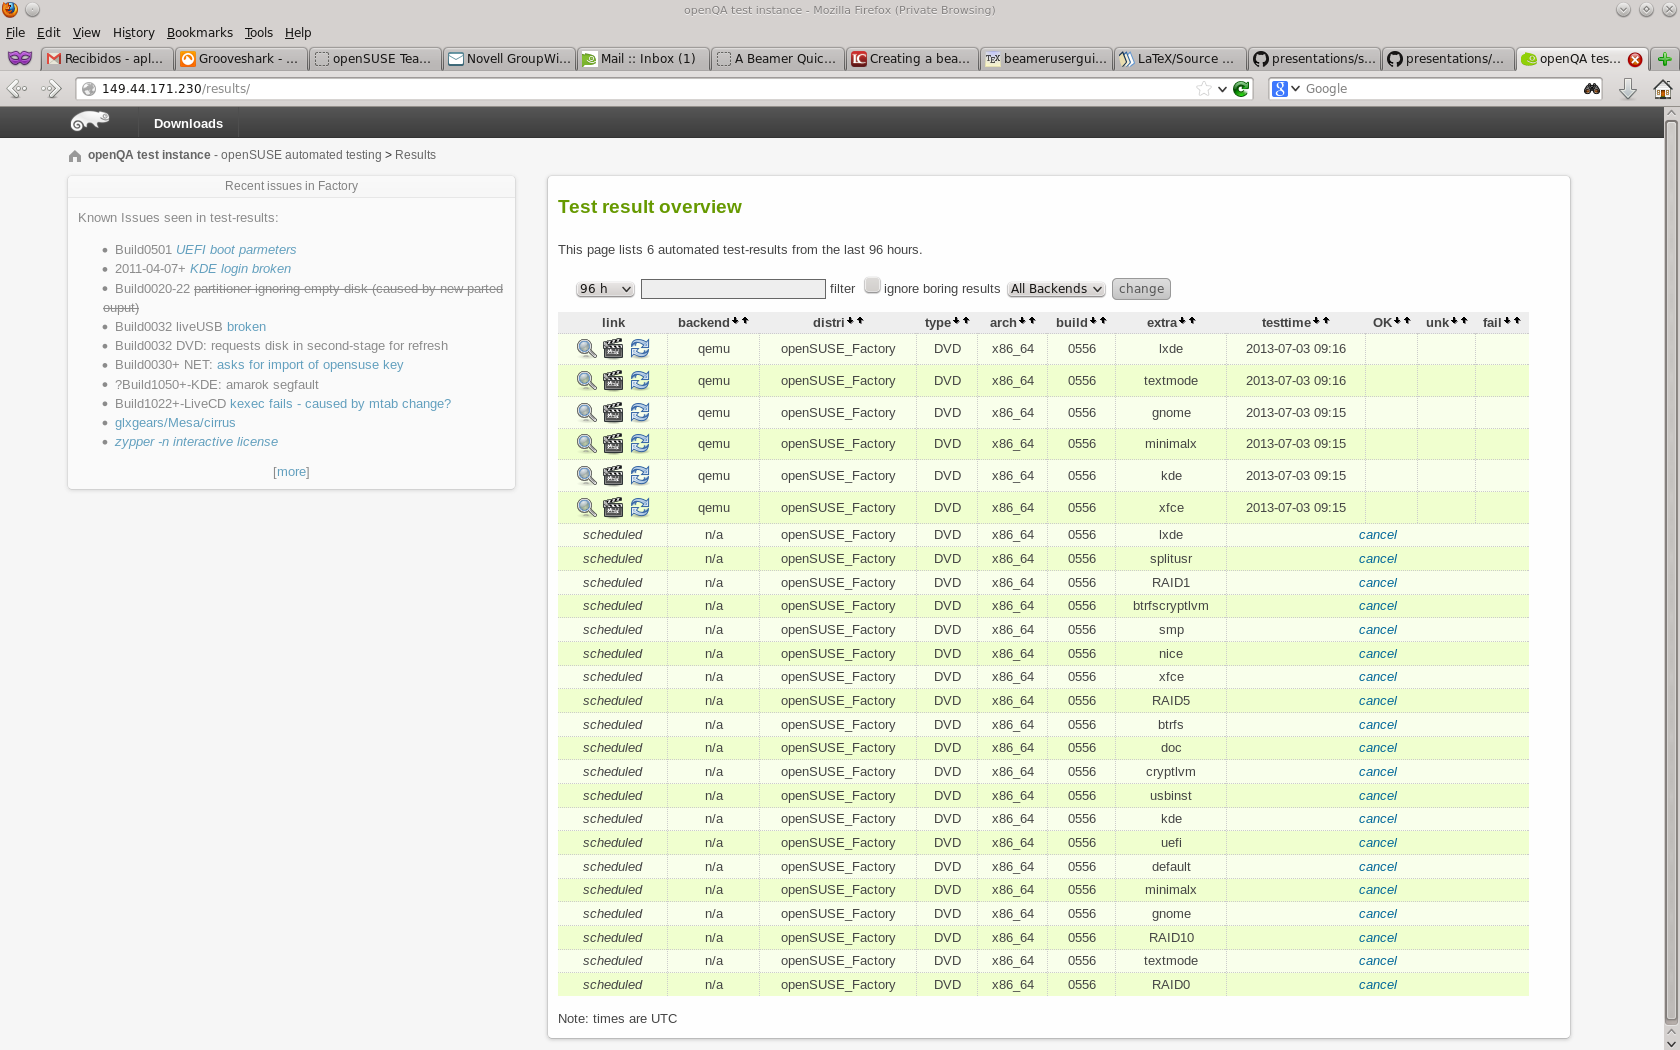 openQA test instance - Mozilla Firefox (Private Browsing)
File Edit View History Bookmarks Tools Help
Recibidos - apl... Grooveshark - ... openSUSE Tea... Novell GroupWi... Mail :: Inbox (1) A Beamer Quic... Creating a bea... beamerusergui... LaTeX/Source ... presentations/s... presentations/... openQA tes...
149.44.171.230/results/ Google
Downloads
openQA test instance - openSUSE automated testing > Results
Recent issues in Factory
Known Issues seen in test-results:
Build0501 UEFI boot parmeters
2011-04-07+ KDE login broken
Build0020-22 partitioner ignoring empty disk (caused by new parted
ouput)
Build0032 liveUSB broken
Build0032 DVD: requests disk in second-stage for refresh
Build0030+ NET: asks for import of opensuse key
?Build1050+-KDE: amarok segfault
Build1022+-LiveCD kexec fails - caused by mtab change?
glxgears/Mesa/cirrus
zypper -n interactive license
[more]
Test result overview
This page lists 6 automated test-results from the last 96 hours.
96 h filter ignore boring results All Backends change
link backend distri type arch build extra testtime OK unk fail
qemu openSUSE_Factory DVD x86_64 0556 lxde 2013-07-03 09:16
qemu openSUSE_Factory DVD x86_64 0556 textmode 2013-07-03 09:16
qemu openSUSE_Factory DVD x86_64 0556 gnome 2013-07-03 09:15
qemu openSUSE_Factory DVD x86_64 0556 minimalx 2013-07-03 09:15
qemu openSUSE_Factory DVD x86_64 0556 kde 2013-07-03 09:15
qemu openSUSE_Factory DVD x86_64 0556 xfce 2013-07-03 09:15
scheduled n/a openSUSE_Factory DVD x86_64 0556 lxde cancel
scheduled n/a openSUSE_Factory DVD x86_64 0556 splitusr cancel
scheduled n/a openSUSE_Factory DVD x86_64 0556 RAID1 cancel
scheduled n/a openSUSE_Factory DVD x86_64 0556 btrfscryptlvm cancel
scheduled n/a openSUSE_Factory DVD x86_64 0556 smp cancel
scheduled n/a openSUSE_Factory DVD x86_64 0556 nice cancel
scheduled n/a openSUSE_Factory DVD x86_64 0556 xfce cancel
scheduled n/a openSUSE_Factory DVD x86_64 0556 RAID5 cancel
scheduled n/a openSUSE_Factory DVD x86_64 0556 btrfs cancel
scheduled n/a openSUSE_Factory DVD x86_64 0556 doc cancel
scheduled n/a openSUSE_Factory DVD x86_64 0556 cryptlvm cancel
scheduled n/a openSUSE_Factory DVD x86_64 0556 usbinst cancel
scheduled n/a openSUSE_Factory DVD x86_64 0556 kde cancel
scheduled n/a openSUSE_Factory DVD x86_64 0556 uefi cancel
scheduled n/a openSUSE_Factory DVD x86_64 0556 default cancel
scheduled n/a openSUSE_Factory DVD x86_64 0556 minimalx cancel
scheduled n/a openSUSE_Factory DVD x86_64 0556 gnome cancel
scheduled n/a openSUSE_Factory DVD x86_64 0556 RAID10 cancel
scheduled n/a openSUSE_Factory DVD x86_64 0556 textmode cancel
scheduled n/a openSUSE_Factory DVD x86_64 0556 RAID0 cancel
Note: times are UTC